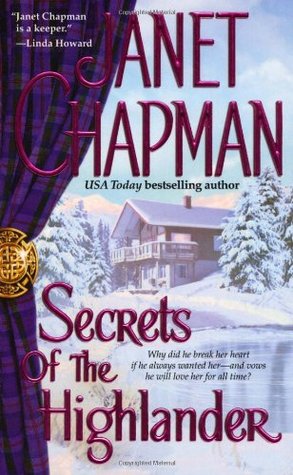 "Janet
Chapman
is a keeper."
—Linda Howard
JANET
CHAPMAN
USA Today bestselling author
Secrets
Of The
Highlander
Why did he break her heart
if he always wanted her—and vows
he will love her for all time?